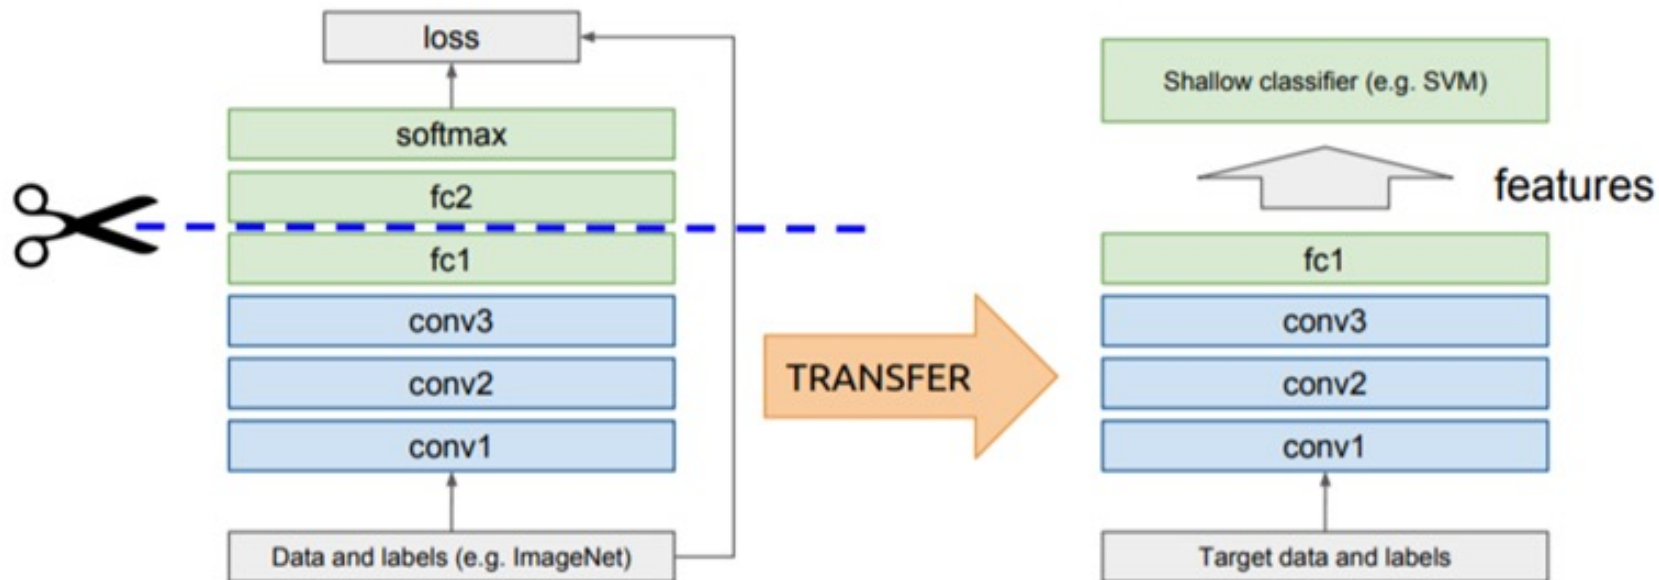 loss
softmax
fc2
fc1
conv3
conv2
conv1
Data and labels (e.g. ImageNet)
TRANSFER
Shallow classifier (e.g. SVM)
features
fc1
conv3
conv2
conv1
Target data and labels